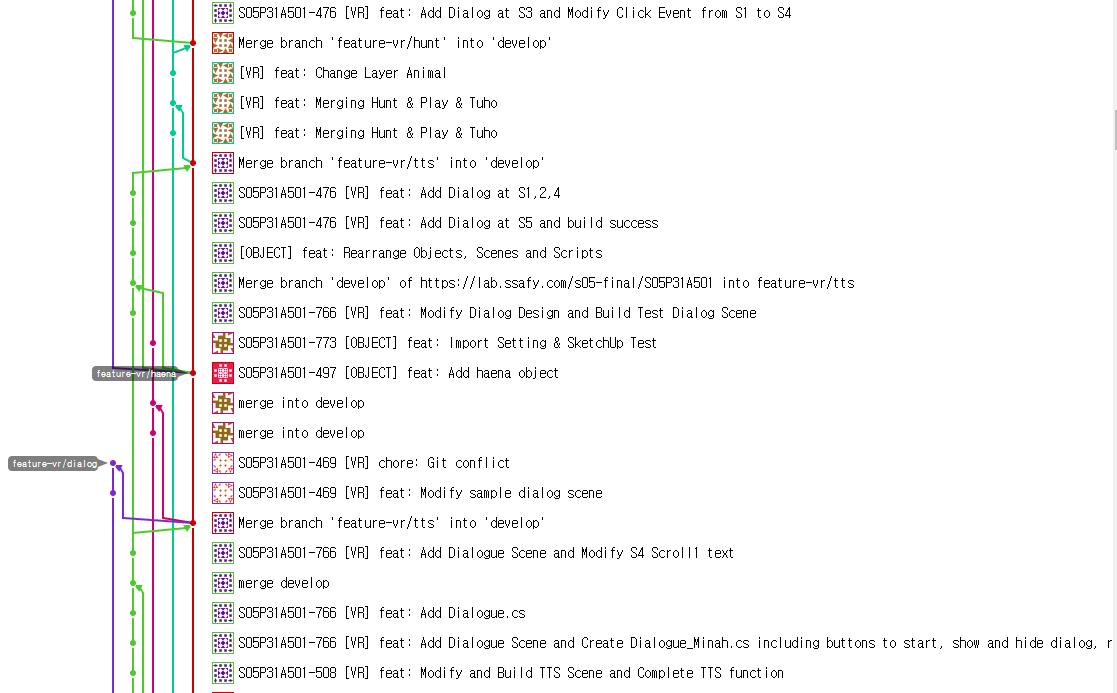 S05P31A501-476 [VR] feat: Add Dialog at S3 and Modify Click Event from S1 to S4
Merge branch 'feature-vr/hunt' into 'develop'
[VR] feat: Change Layer Animal
[VR] feat: Merging Hunt & Play & Tuho
[VR] feat: Merging Hunt & Play & Tuho
Merge branch 'feature-vr/tts' into 'develop'
S05P31A501-476 [VR] feat: Add Dialog at S1,2,4
S05P31A501-476 [VR] feat: Add Dialog at S5 and build success
[OBJECT] feat: Rearrange Objects, Scenes and Scripts
Merge branch 'develop' of https://lab.ssafy.com/s05-final/S05P31A501 into feature-vr/tts
S05P31A501-766 [VR] feat: Modify Dialog Design and Build Test Dialog Scene
S05P31A501-773 [OBJECT] feat: Import Setting & SketchUp Test
feature-vr/haena S05P31A501-497 [OBJECT] feat: Add haena object
merge into develop
merge into develop
feature-vr/dialog S05P31A501-469 [VR] chore: Git conflict
S05P31A501-469 [VR] feat: Modify sample dialog scene
Merge branch 'feature-vr/tts' into 'develop'
S05P31A501-766 [VR] feat: Add Dialogue Scene and Modify S4 Scroll1 text
merge develop
S05P31A501-766 [VR] feat: Add Dialogue.cs
S05P31A501-766 [VR] feat: Add Dialogue Scene and Create Dialogue_Minah.cs including buttons to start, show and hide dialog, r
S05P31A501-508 [VR] feat: Modify and Build TTS Scene and Complete TTS function